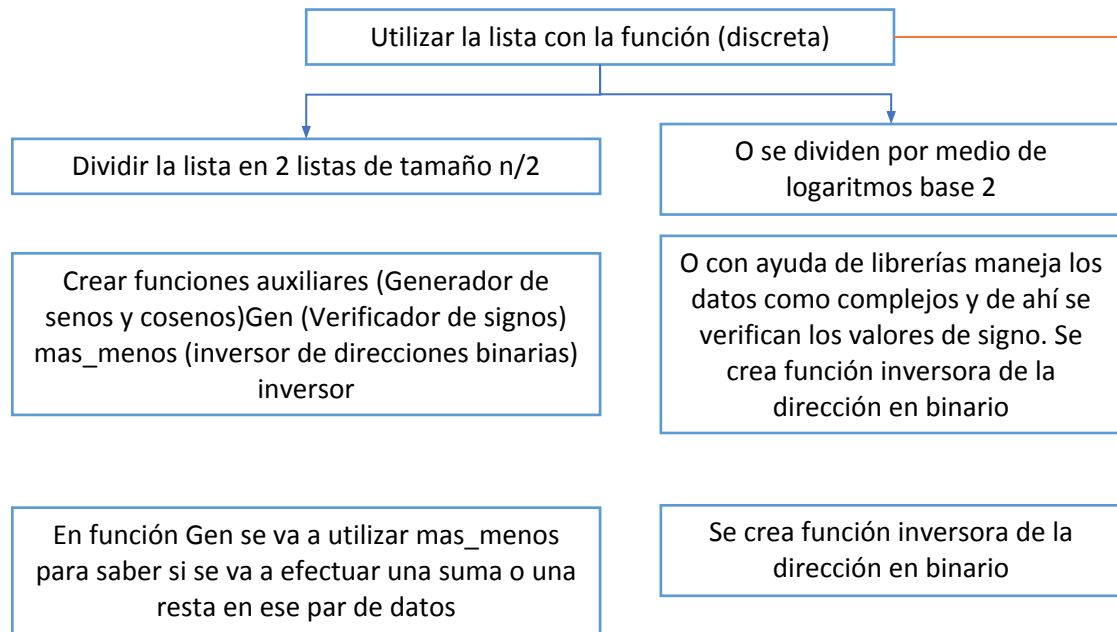 Utilizar la lista con la función (discreta)
Dividir la lista en 2 listas de tamaño n/2
O se dividen por medio de
logaritmos base 2
Crear funciones auxiliares (Generador de
senos y cosenos)Gen (Verificador de signos)
mas_menos (inversor de direcciones binarias)
inversor
O con ayuda de librerías maneja los
datos como complejos y de ahí se
verifican los valores de signo. Se
crea función inversora de la
dirección en binario
En función Gen se va a utilizar mas_menos
para saber si se va a efectuar una suma o una
resta en ese par de datos
Se crea función inversora de la
dirección en binario